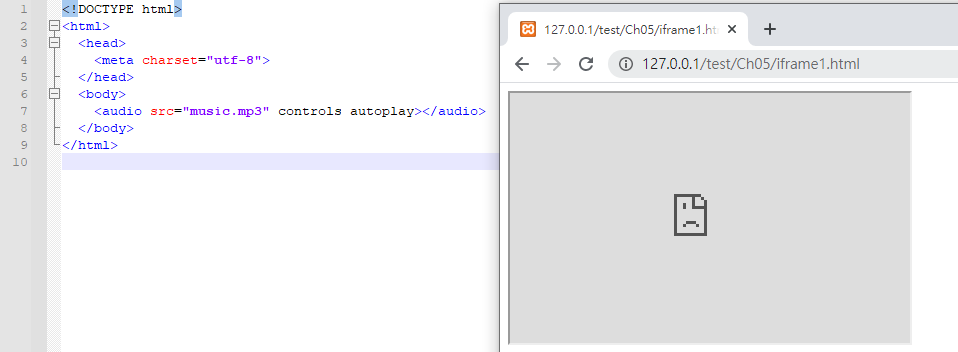 1 <!DOCTYPE html>
2 <html>
3 <head>
4 <meta charset="utf-8">
5 </head>
6 <body>
7 <audio src="music.mp3" controls autoplay></audio>
8 </body>
9 </html>
10
127.0.0.1/test/Ch05/iframe1.ht
127.0.0.1/test/Ch05/iframe1.html